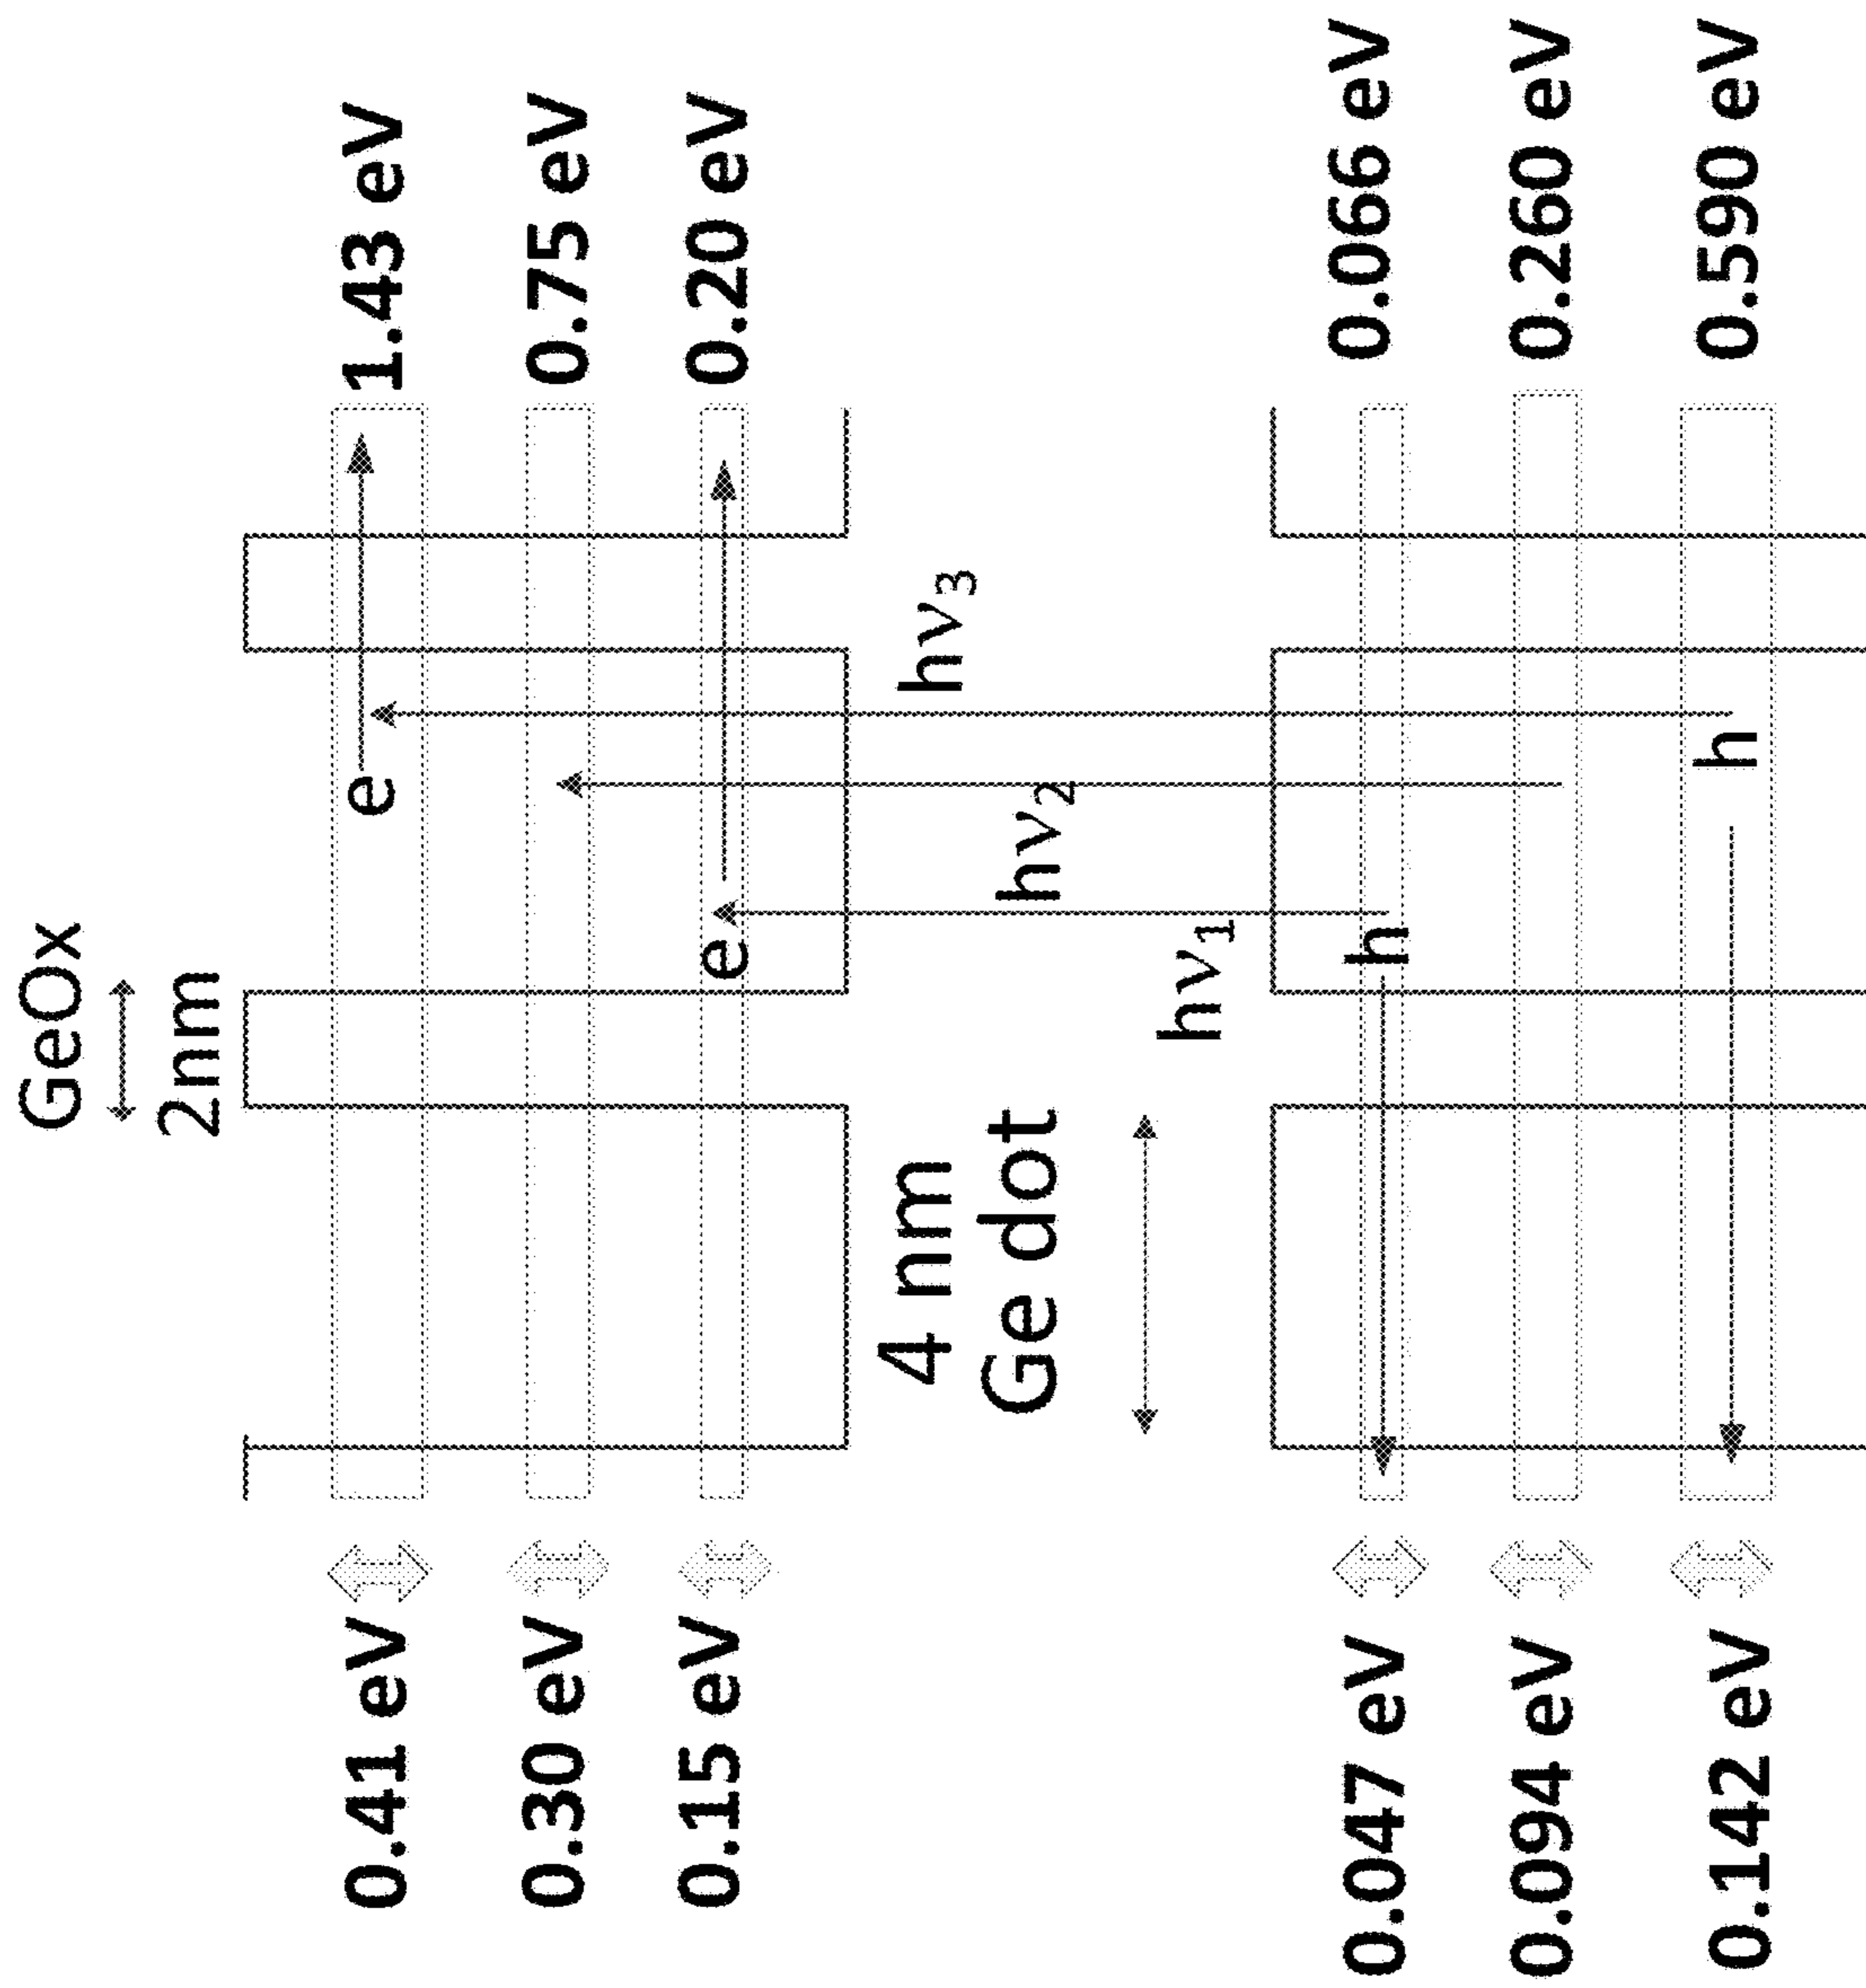 GeOx
2nm
1.43 eV
0.75 eV
0.20 eV
e
e
hν3
hν2
hν1
4 nm
Ge dot
0.41 eV
0.30 eV
0.15 eV
0.066 eV
0.260 eV
0.590 eV
h
h
0.047 eV
0.094 eV
0.142 eV